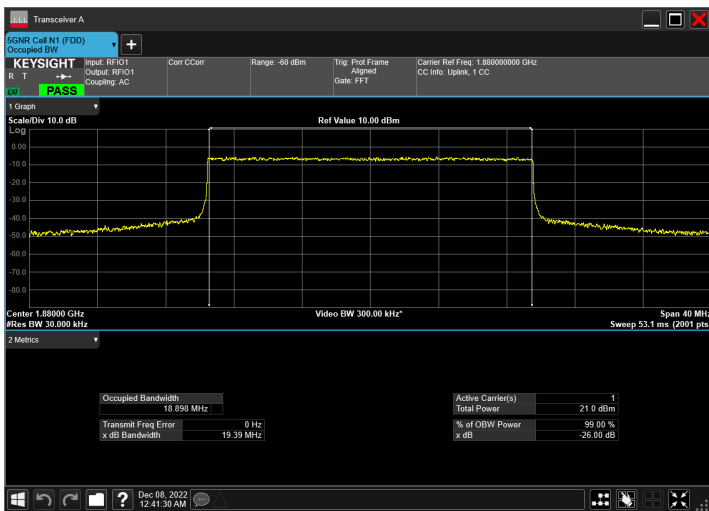 Transceiver A
5GNR Cell N1 (FDD)
Occupied BW
+
KEYSIGHT
R T
LXI
PASS
Input: RFIO1
Output: RFIO1
Coupling: AC
Corr CCorr
Range: -60 dBm
Trig: Prot Frame
Aligned
Gate: FFT
Carrier Ref Freq: 1.880000000 GHz
CC Info: Uplink, 1 CC
1 Graph
Scale/Div 10.0 dB
Ref Value 10.00 dBm
Log
0.00
-10.0
-20.0
-30.0
-40.0
-50.0
-60.0
-70.0
-80.0
Center 1.88000 GHz
Video BW 300.00 kHz*
Span 40 MHz
#Res BW 30.000 kHz
Sweep 53.1 ms (2001 pts
2 Metrics
Occupied Bandwidth
18.898 MHz
Transmit Freq Error 0 Hz
x dB Bandwidth 19.39 MHz
Active Carrier(s) 1
Total Power 21.0 dBm
% of OBW Power 99.00 %
x dB -26.00 dB
?
Dec 08, 2022
12:41:30 AM